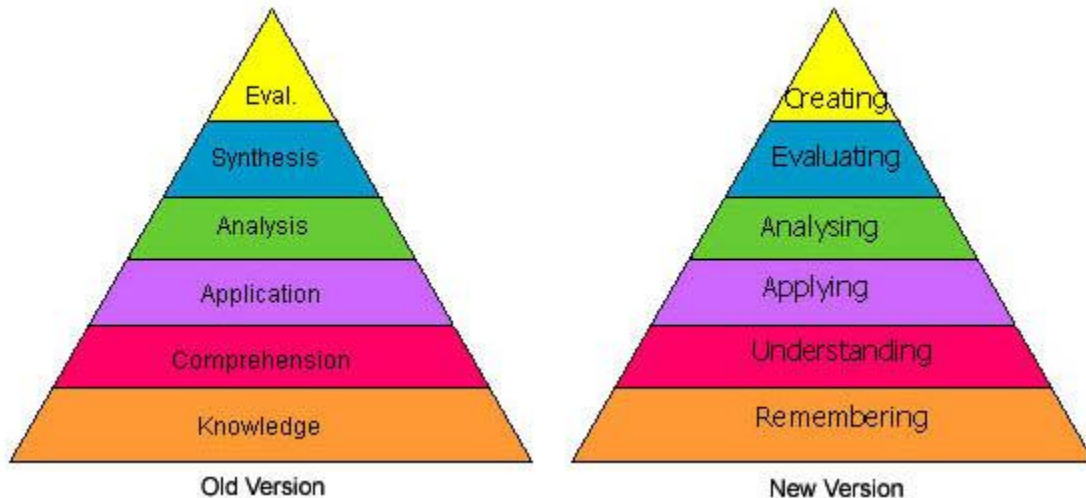 Eval.
Synthesis
Analysis
Application
Comprehension
Knowledge
Old Version
Creating
Evaluating
Analysing
Applying
Understanding
Remembering
New Version